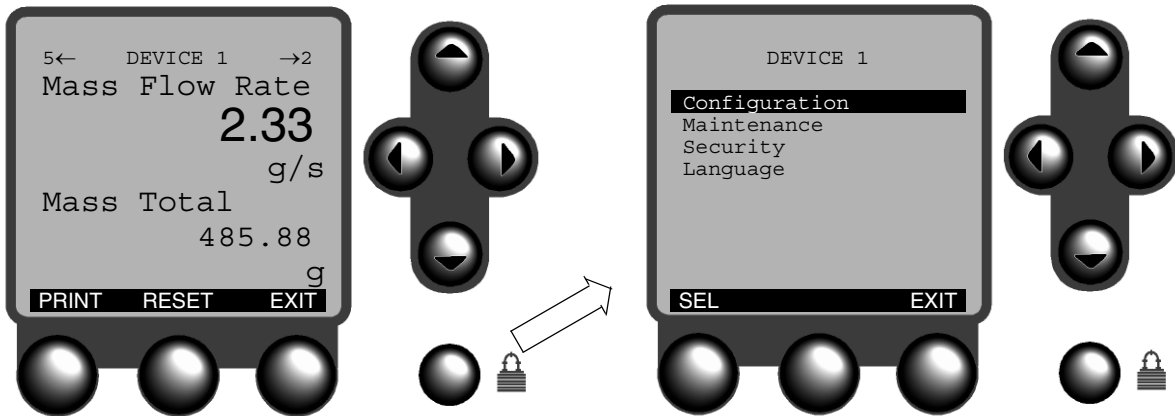 5← DEVICE 1 →2
Mass Flow Rate
2.33
g/s
Mass Total
485.88
g
PRINT RESET EXIT
DEVICE 1
Configuration
Maintenance
Security
Language
SEL EXIT